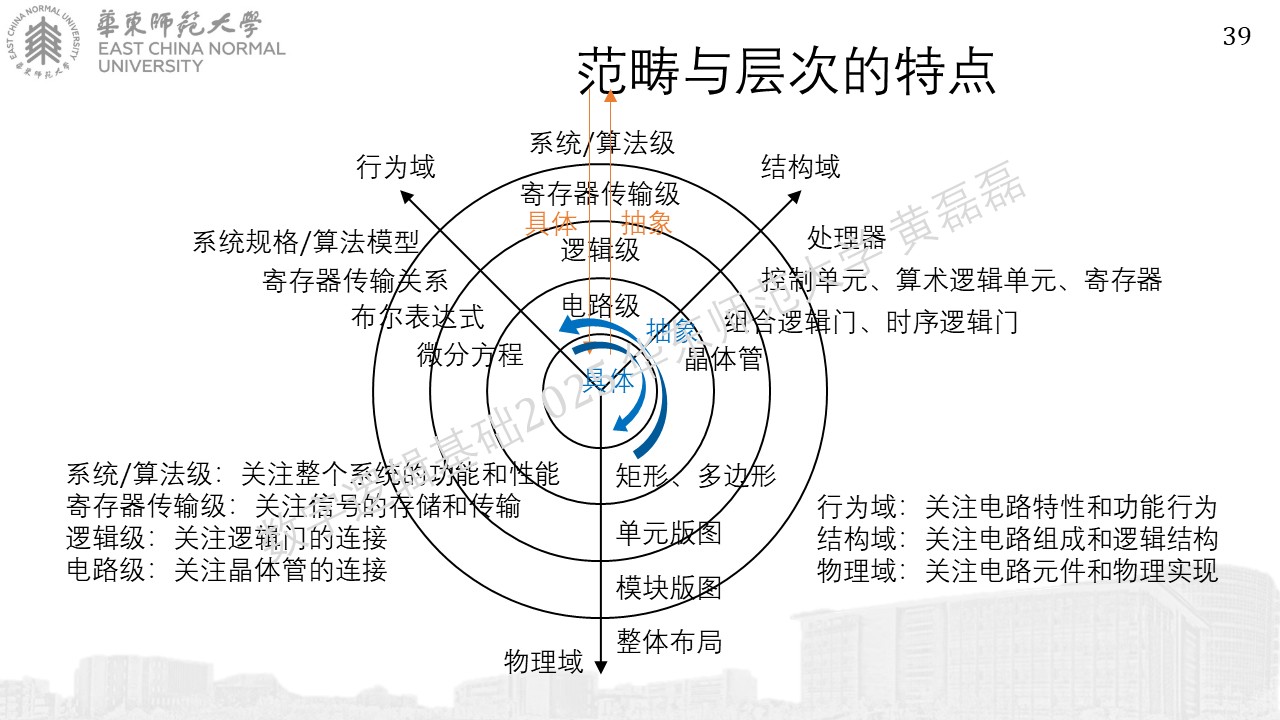 華東師範大學
EAST CHINA NORMAL
UNIVERSITY
EAST CHINA NORMAL UNIVERSITY
華東师范大学
39
范畴与层次的特点
系统/算法级
行为域
结构域
寄存器传输级
具体
抽象
系统规格/算法模型
逻辑级
处理器
寄存器传输关系
控制单元、算术逻辑单元、寄存器
电路级
布尔表达式
抽象
组合逻辑门、时序逻辑门
微分方程
晶体管
具体
系统/算法级：关注整个系统的功能和性能
寄存器传输级：关注信号的存储和传输
逻辑级：关注逻辑门的连接
电路级：关注晶体管的连接
矩形、多边形
单元版图
模块版图
整体布局
物理域
行为域：关注电路特性和功能行为
结构域：关注电路组成和逻辑结构
物理域：关注电路元件和物理实现
数字逻辑基础2025 华东师范大学 黄磊磊